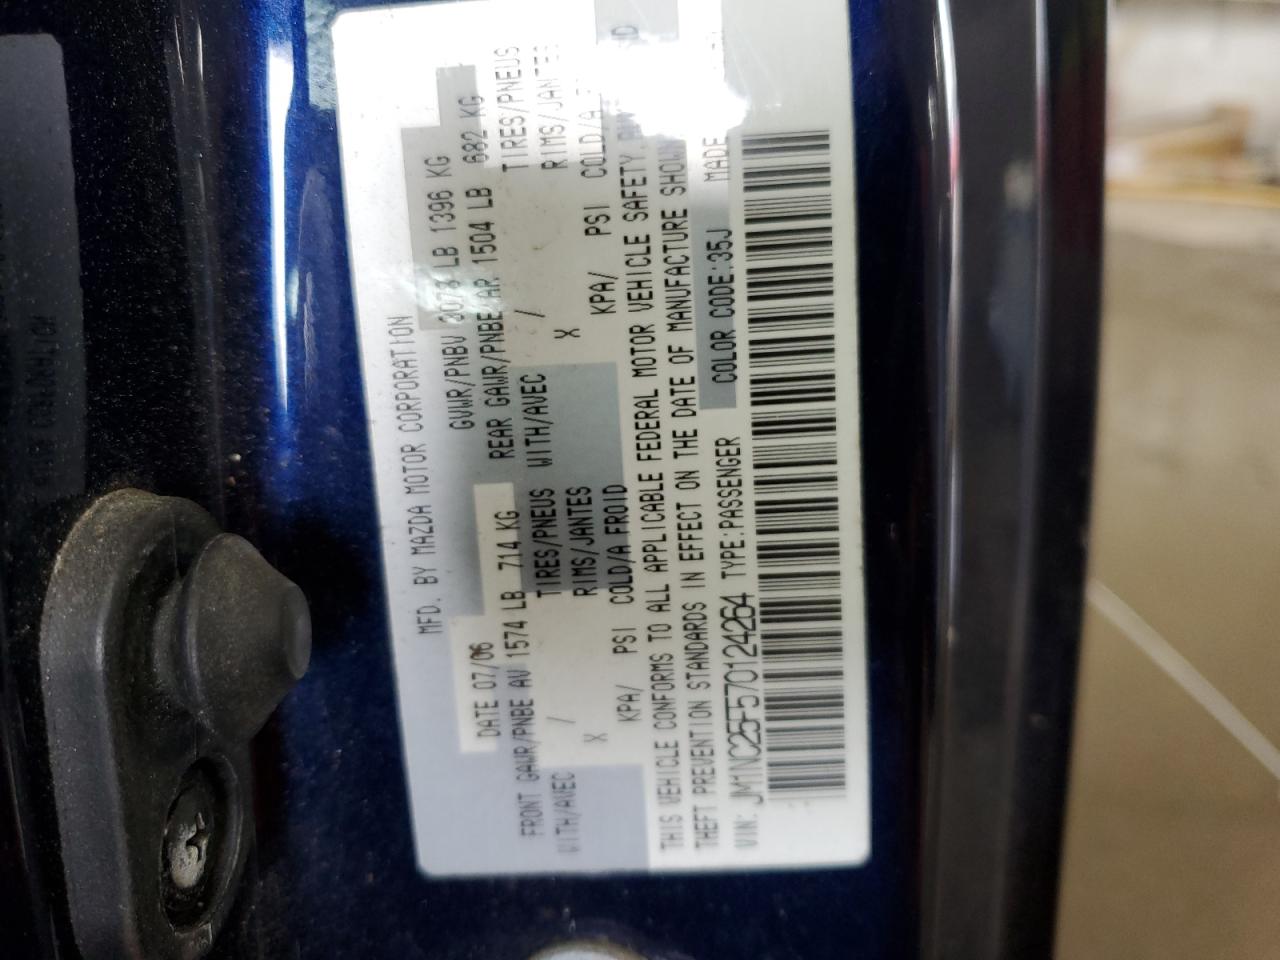 MFD. BY MAZDA MOTOR CORPORATION
DATE 07/06 GVWR/PNBV 3078 LB 1396 KG
FRONT GAWR/PNBE AV 1574 LB 714 KG REAR GAWR/PNBE AR 1504 LB 682 KG
WITH/AVEC / TIRES/PNEUS WITH/AVEC / TIRES/PNEUS
X RIMS/JANTES X RIMS/JANTES
KPA/ PSI COLD/A FROID KPA/ PSI
THIS VEHICLE CONFORMS TO ALL APPLICABLE FEDERAL MOTOR VEHICLE SAFETY,
THEFT PREVENTION STANDARDS IN EFFECT ON THE DATE OF MANUFACTURE SHOWN
VIN: JM1NC25F570124264 TYPE:PASSENGER COLOR CODE:35J MADE